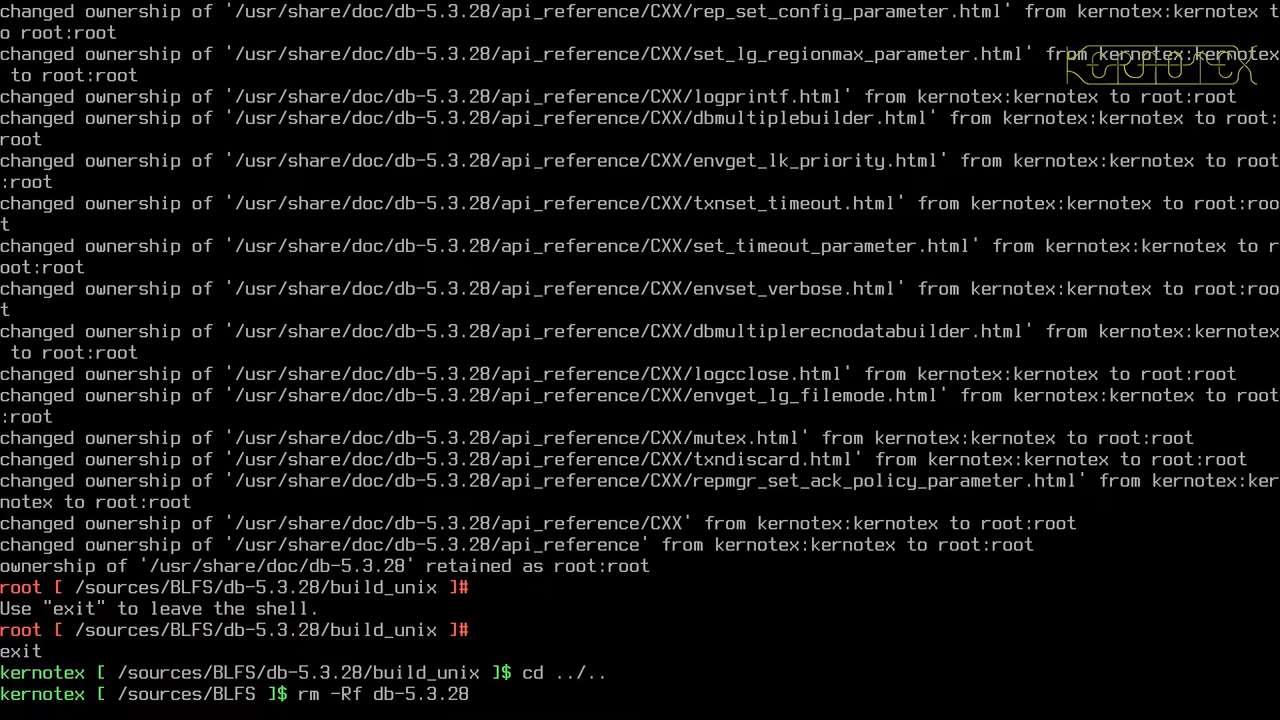 changed ownership of '/usr/share/doc/db-5.3.28/api_reference/CXX/rep_set_config_parameter.html' from kernotex:kernotex t
o root:root
changed ownership of '/usr/share/doc/db-5.3.28/api_reference/CXX/set_lg_regionmax_parameter.html' from kernotex:kernotex
 to root:root
KERNOTEX
changed ownership of '/usr/share/doc/db-5.3.28/api_reference/CXX/logprintf.html' from kernotex:kernotex to root:root
changed ownership of '/usr/share/doc/db-5.3.28/api_reference/CXX/dbmultiplebuilder.html' from kernotex:kernotex to root:
root
changed ownership of '/usr/share/doc/db-5.3.28/api_reference/CXX/envget_lk_priority.html' from kernotex:kernotex to root
:root
changed ownership of '/usr/share/doc/db-5.3.28/api_reference/CXX/txnset_timeout.html' from kernotex:kernotex to root:roo
t
changed ownership of '/usr/share/doc/db-5.3.28/api_reference/CXX/set_timeout_parameter.html' from kernotex:kernotex to r
oot:root
changed ownership of '/usr/share/doc/db-5.3.28/api_reference/CXX/envset_verbose.html' from kernotex:kernotex to root:roo
t
changed ownership of '/usr/share/doc/db-5.3.28/api_reference/CXX/dbmultiplerecnodatabuilder.html' from kernotex:kernotex
 to root:root
changed ownership of '/usr/share/doc/db-5.3.28/api_reference/CXX/logcclose.html' from kernotex:kernotex to root:root
changed ownership of '/usr/share/doc/db-5.3.28/api_reference/CXX/envget_lg_filemode.html' from kernotex:kernotex to root
:root
changed ownership of '/usr/share/doc/db-5.3.28/api_reference/CXX/mutex.html' from kernotex:kernotex to root:root
changed ownership of '/usr/share/doc/db-5.3.28/api_reference/CXX/txndiscard.html' from kernotex:kernotex to root:root
changed ownership of '/usr/share/doc/db-5.3.28/api_reference/CXX/repmgr_set_ack_policy_parameter.html' from kernotex:ker
notex to root:root
changed ownership of '/usr/share/doc/db-5.3.28/api_reference/CXX' from kernotex:kernotex to root:root
changed ownership of '/usr/share/doc/db-5.3.28/api_reference' from kernotex:kernotex to root:root
ownership of '/usr/share/doc/db-5.3.28' retained as root:root
root [ /sources/BLFS/db-5.3.28/build_unix ]#
Use "exit" to leave the shell.
root [ /sources/BLFS/db-5.3.28/build_unix ]#
exit
kernotex [ /sources/BLFS/db-5.3.28/build_unix ]$ cd ../..
kernotex [ /sources/BLFS ]$ rm -Rf db-5.3.28